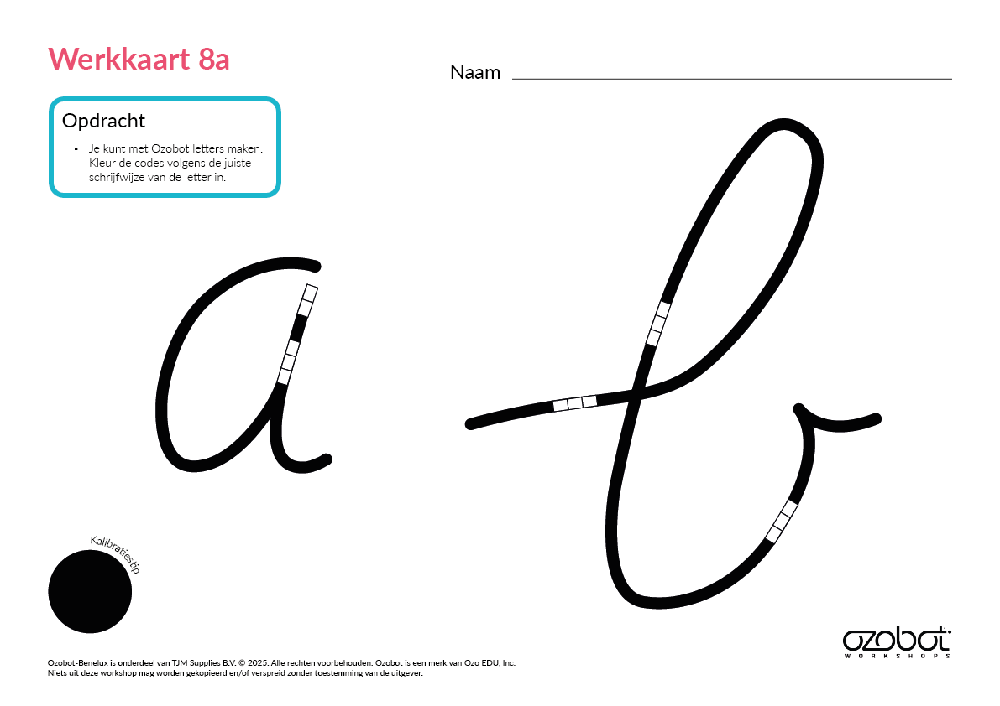 Werkkaart 8a
Naam
Opdracht
▪ Je kunt met Ozobot letters maken.
Kleur de codes volgens de juiste
schrijfwijze van de letter in.
a
b
Kalibratiestip
ozobot
WORKSHOPS
Ozobot-Benelux is onderdeel van TJM Supplies B.V. © 2025. Alle rechten voorbehouden. Ozobot is een merk van Ozo EDU, Inc.
Niets uit deze workshop mag worden gekopieerd en/of verspreid zonder toestemming van de uitgever.